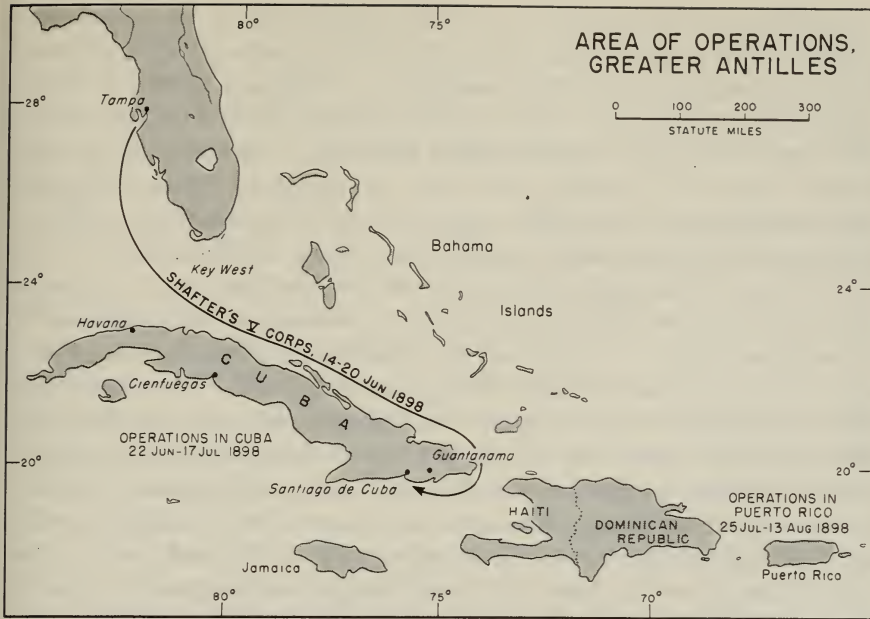 80°
75°
AREA OF OPERATIONS,
GREATER ANTILLES
0 100 200 300
STATUTE MILES
28°
Tampa
Bahama
Key West
24°
24°
Islands
SHAFTER'S V CORPS, 14-20 JUN 1898
Havana
CUBA
Cienfuegas
OPERATIONS IN CUBA
22 JUN-17 JUL 1898
Guantanama
20°
20°
Santiago de Cuba
HAITI
DOMINICAN
REPUBLIC
OPERATIONS IN
PUERTO RICO
25 JUL-13 AUG 1898
Jamaica
Puerto Rico
80°
75°
70°